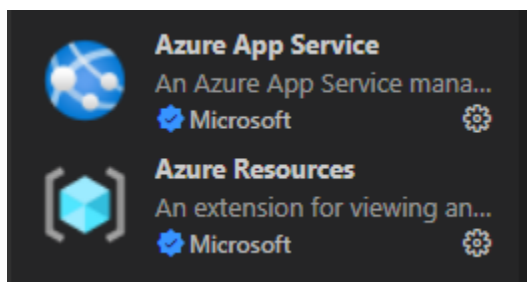 Azure App Service
An Azure App Service mana...
Microsoft
Azure Resources
An extension for viewing an...
Microsoft